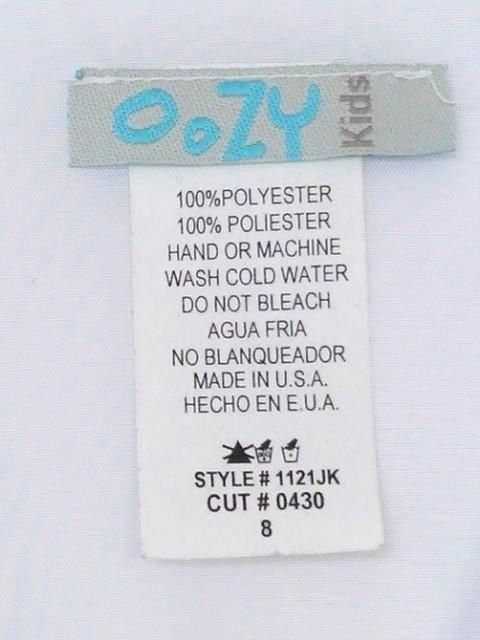 OoZY Kids
100%POLYESTER
100% POLIESTER
HAND OR MACHINE
WASH COLD WATER
DO NOT BLEACH
AGUA FRIA
NO BLANQUEADOR
MADE IN U.S.A.
HECHO EN E.U.A.
STYLE # 1121JK
CUT # 0430
8